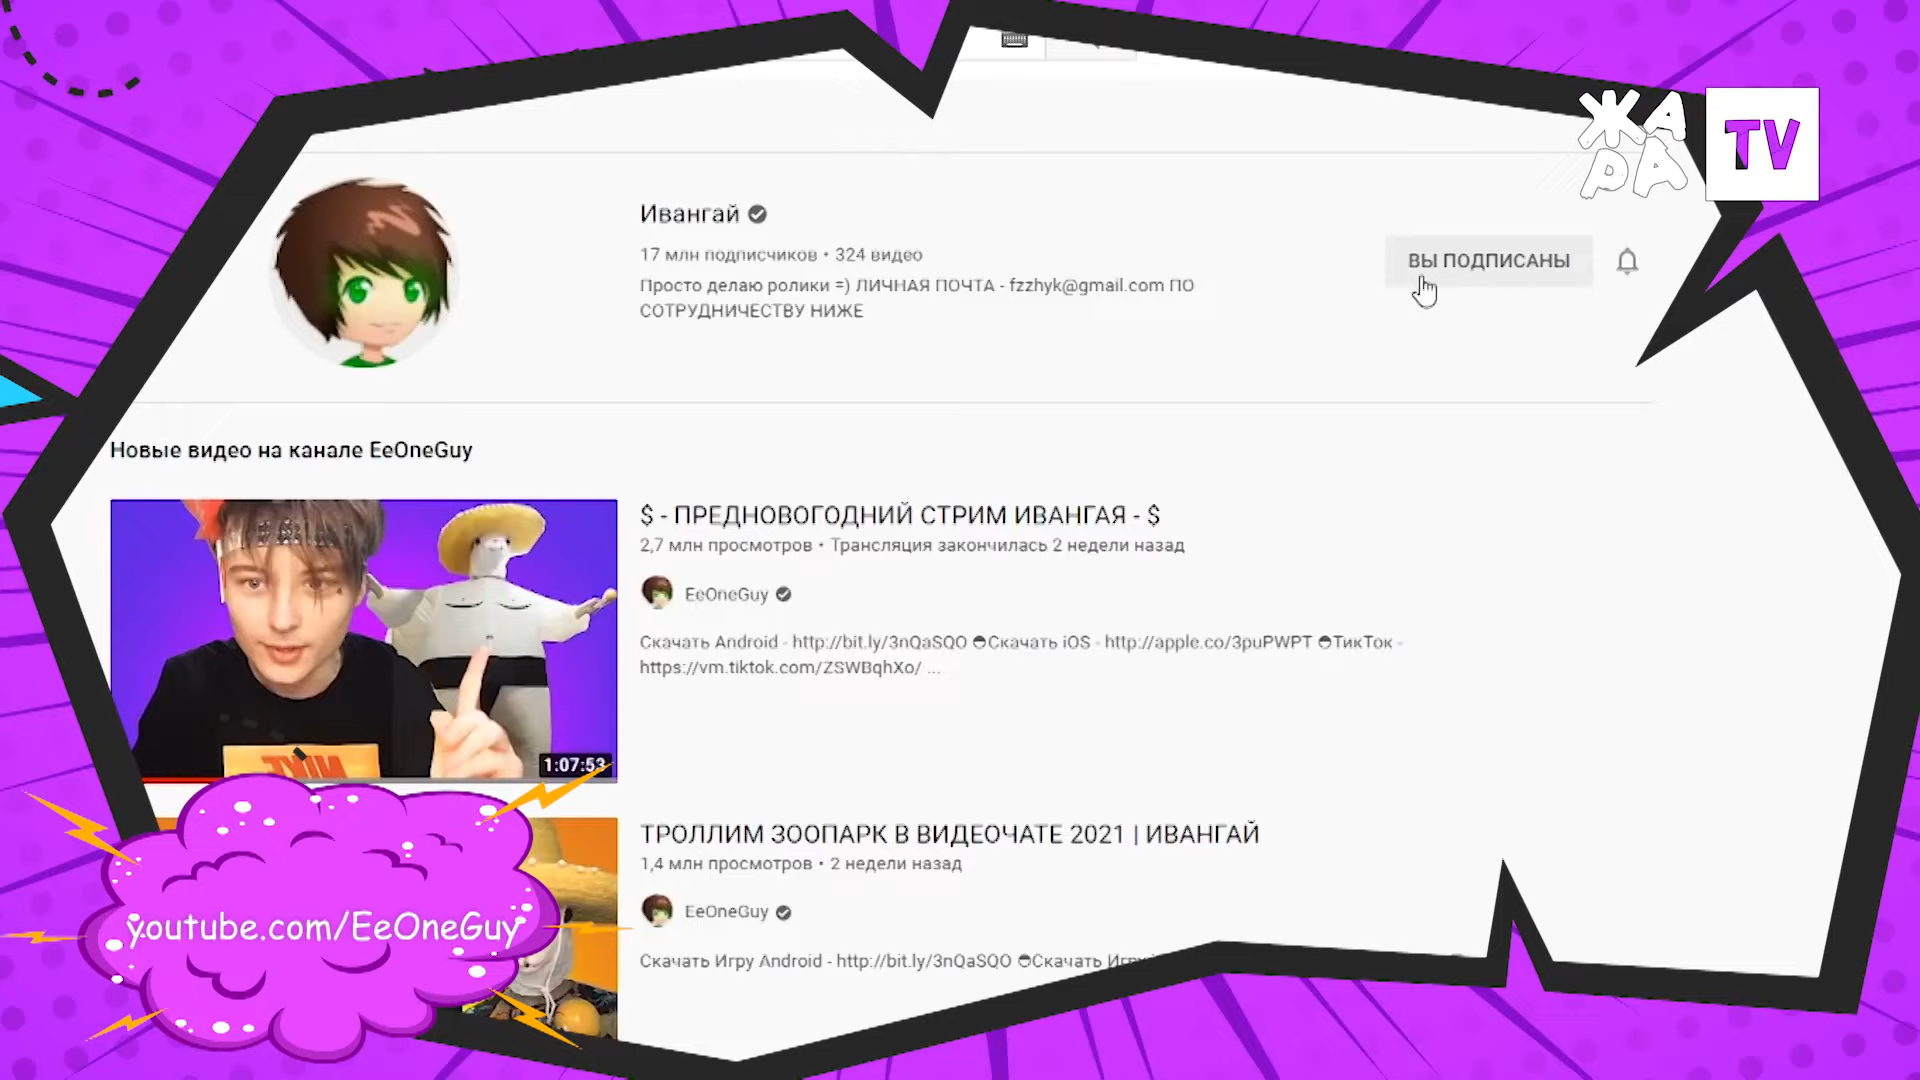 ЖАРА TV
Ивангай
17 млн подписчиков • 324 видео
Просто делаю ролики =) ЛИЧНАЯ ПОЧТА - fzzhyk@gmail.com ПО
СОТРУДНИЧЕСТВУ НИЖЕ
ВЫ ПОДПИСАНЫ
Новые видео на канале EeOneGuy
$ - ПРЕДНОВОГОДНИЙ СТРИМ ИВАНГАЯ - $
2,7 млн просмотров • Трансляция закончилась 2 недели назад
EeOneGuy
Скачать Android - http://bit.ly/3nQaSQO Скачать iOS - http://apple.co/3puPWPT ТикТок -
https://vm.tiktok.com/ZSWBqhXo/ ...
1:07:53
ТРОЛЛИМ ЗООПАРК В ВИДЕОЧАТЕ 2021 | ИВАНГАЙ
1,4 млн просмотров • 2 недели назад
EeOneGuy
Скачать Игру Android - http://bit.ly/3nQaSQO Скачать
youtube.com/EeOneGuy